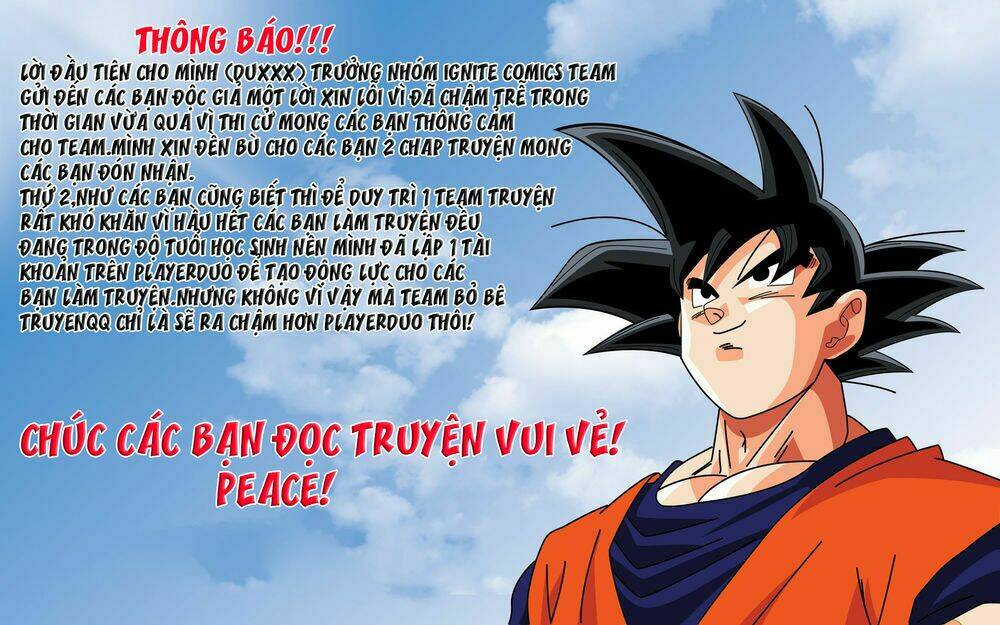 THÔNG BÁO!!!
LỜI ĐẦU TIÊN CHO MÌNH (DUXXX) TRƯỞNG NHÓM IGNITE COMICS TEAM
GỬI ĐẾN CÁC BẠN ĐỘC GIẢ MỘT LỜI XIN LỖI VÌ ĐÃ CHẬM TRỄ TRONG
THỜI GIAN VỪA QUA VÌ THI CỬ MONG CÁC BẠN THÔNG CẢM
CHO TEAM.MÌNH XIN ĐỀN BÙ CHO CÁC BẠN 2 CHAP TRUYỆN MONG
CÁC BẠN ĐÓN NHẬN.
THỨ 2,NHƯ CÁC BẠN CŨNG BIẾT THÌ ĐỂ DUY TRÌ 1 TEAM TRUYỆN
RẤT KHÓ KHĂN VÌ HẦU HẾT CÁC BẠN LÀM TRUYỆN ĐỀU
ĐANG TRONG ĐỘ TUỔI HỌC SINH NÊN MÌNH ĐÃ LẬP 1 TÀI
KHOẢN TRÊN PLAYERDUO ĐỂ TẠO ĐỘNG LỰC CHO CÁC
BẠN LÀM TRUYỆN.NHƯNG KHÔNG VÌ VẬY MÀ TEAM BỎ BÊ
TRUYENQQ CHỈ LÀ SẼ RA CHẬM HƠN PLAYERDUO THÔI!
CHÚC CÁC BẠN ĐỌC TRUYỆN VUI VẺ!
PEACE!